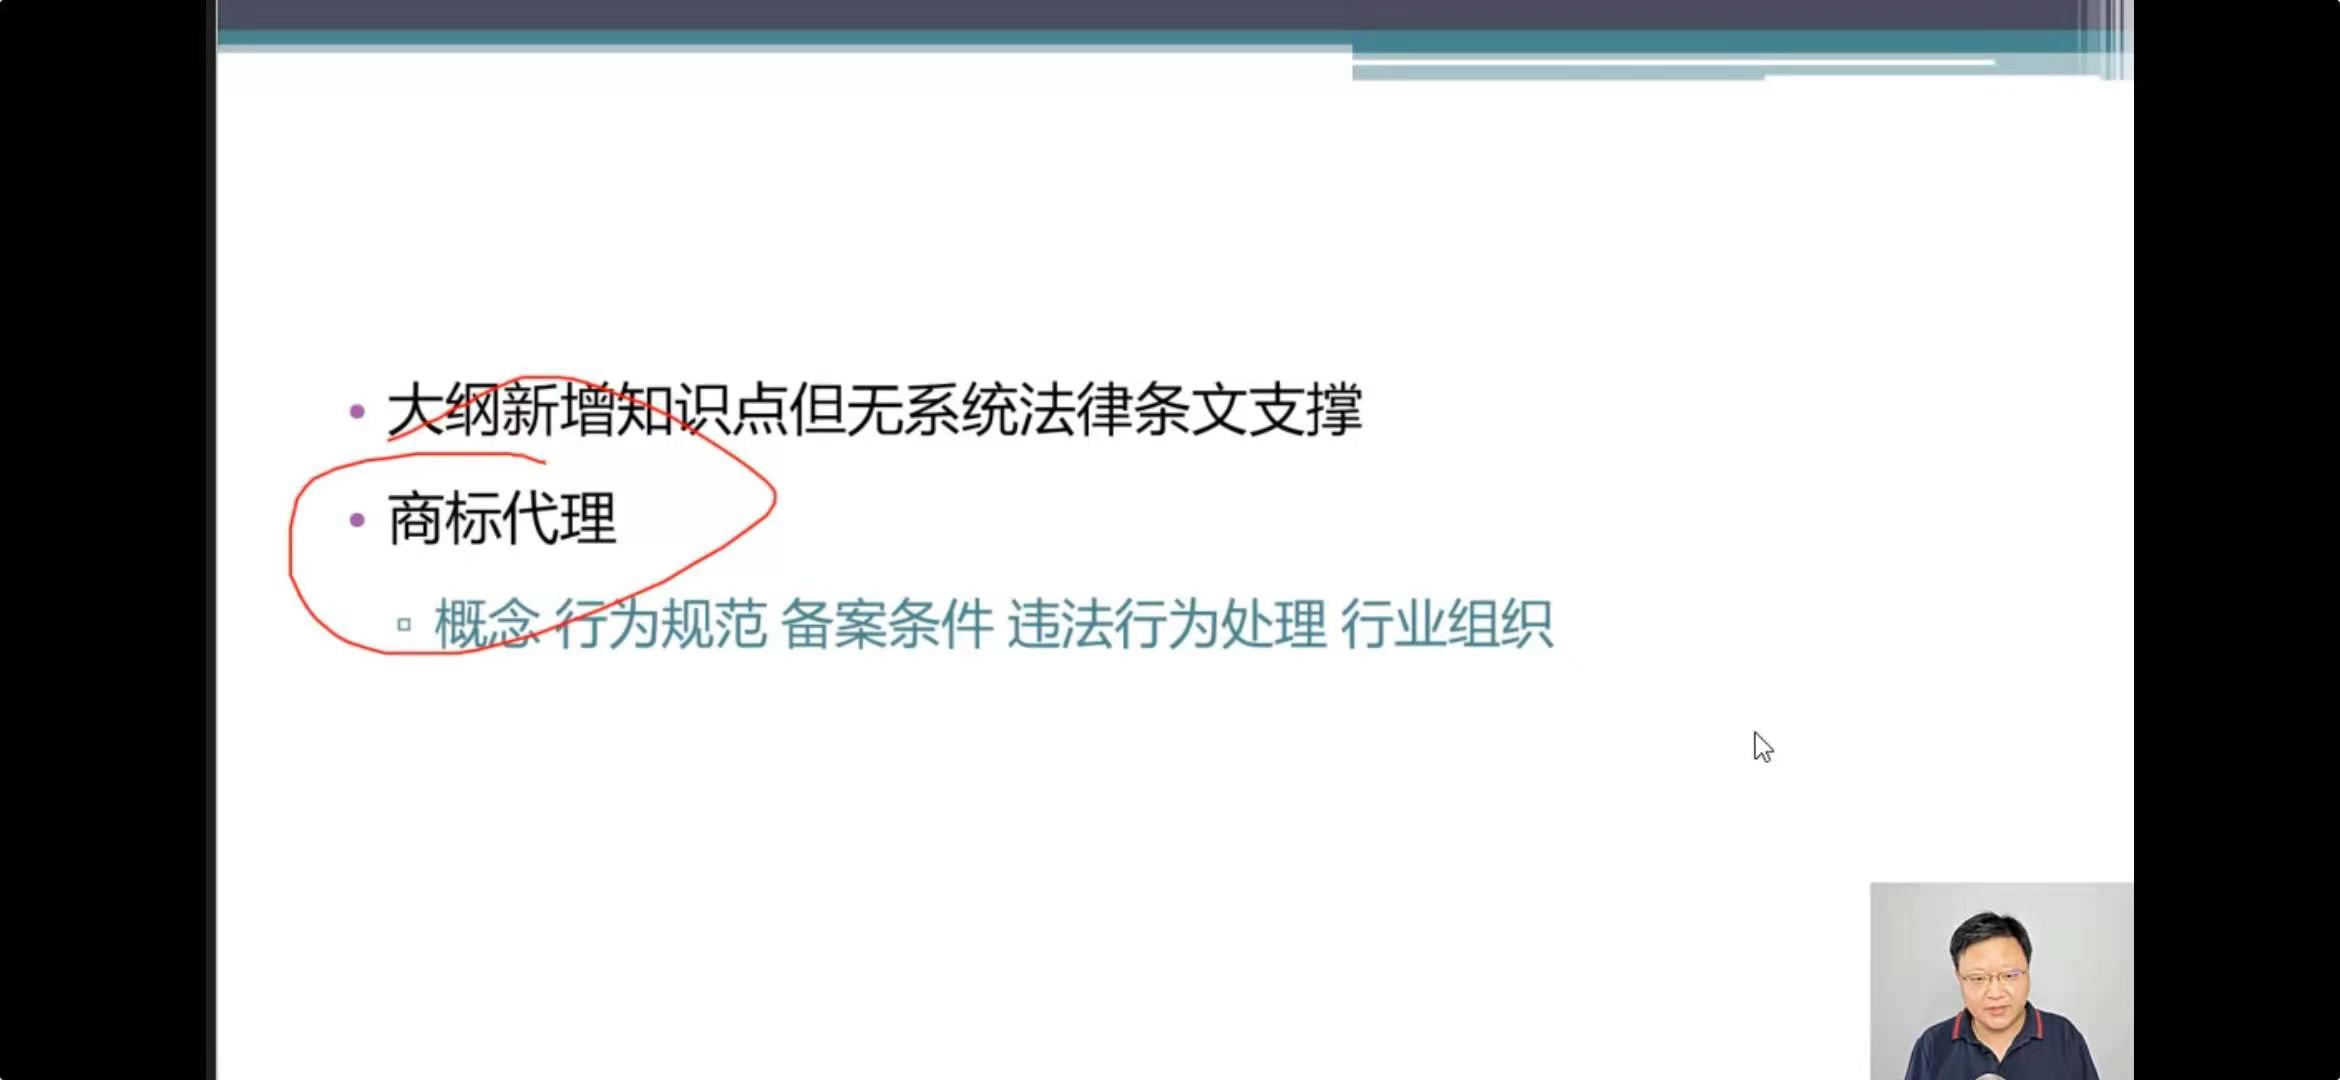 大纲新增知识点但无系统法律条文支撑
商标代理
概念 行为规范 备案条件 违法行为处理 行业组织